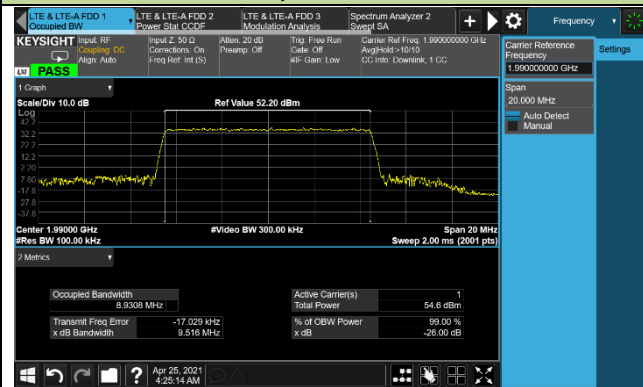 LTE & LTE-A FDD 1
Occupied BW
LTE & LTE-A FDD 2
Power Stat CCDF
LTE & LTE-A FDD 3
Modulation Analysis
Spectrum Analyzer 2
Swept SA
Frequency
KEYSIGHT
Input: RF
Coupling: DC
Align: Auto
Input Z: 50 Ω
Corrections: On
Freq Ref: Int (S)
Atten: 20 dB
Preamp: Off
Trig: Free Run
Gate: Off
#IF Gain: Low
Carrier Ref Freq: 1.990000000 GHz
Avg|Hold:>10/10
CC Info: Downlink, 1 CC
LXI
PASS
Carrier Reference
Frequency
1.990000000 GHz
Settings
Span
20.000 MHz
Auto Detect
Manual
1 Graph
Scale/Div 10.0 dB
Ref Value 52.20 dBm
Log
42.2
32.2
22.2
12.2
2.20
-7.80
-17.8
-27.8
-37.8
Center 1.99000 GHz
#Video BW 300.00 kHz
Span 20 MHz
#Res BW 100.00 kHz
Sweep 2.00 ms (2001 pts)
2 Metrics
Occupied Bandwidth
8.9308 MHz
Active Carrier(s)
1
Total Power
54.6 dBm
Transmit Freq Error
-17.029 kHz
% of OBW Power
99.00 %
x dB Bandwidth
9.516 MHz
x dB
-26.00 dB
Apr 25, 2021
4:25:14 AM